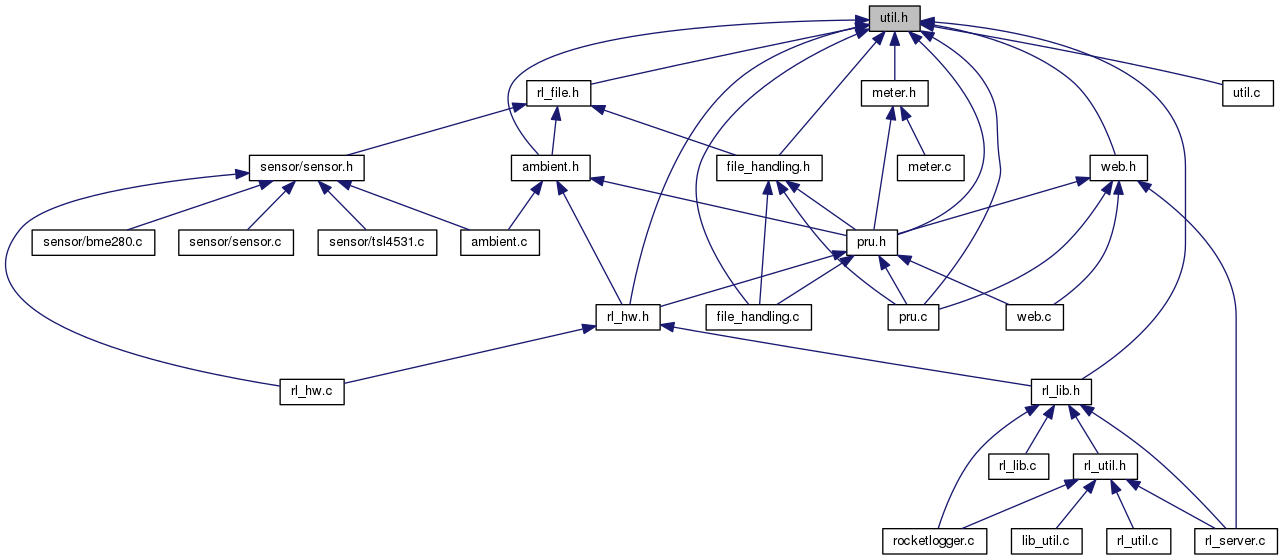 util.h
rl_file.h
meter.h
util.c
sensor/sensor.h
ambient.h
file_handling.h
meter.c
web.h
sensor/bme280.c
sensor/sensor.c
sensor/tsl4531.c
ambient.c
pru.h
rl_hw.h
file_handling.c
pru.c
web.c
rl_hw.c
rl_lib.h
rl_lib.c
rl_util.h
rocketlogger.c
lib_util.c
rl_util.c
rl_server.c